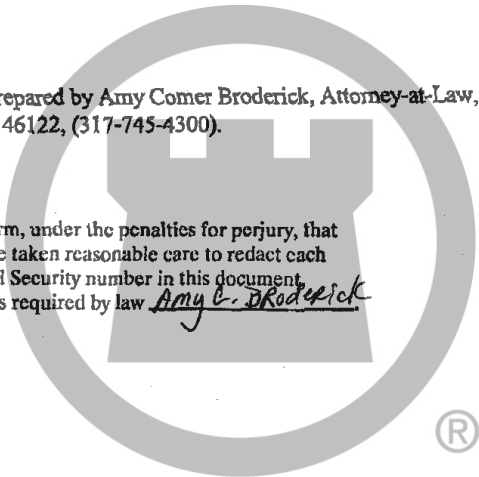 repared by Amy Comer Broderick, Attorney-at-Law,
46122, (317-745-4300).
rm, under the penalties for perjury, that
e taken reasonable care to redact each
l Security number in this document,
s required by law Amy C. BRoderick
®